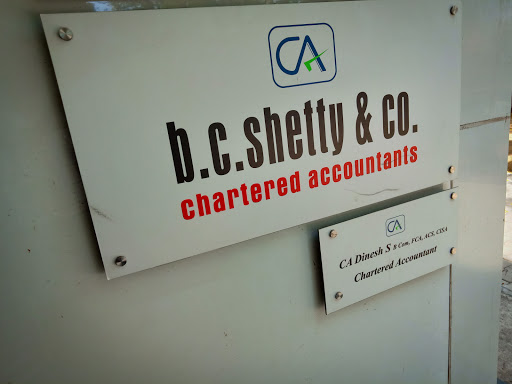 CA
b.c.shetty & co.
chartered accountants
CA
CA Dinesh S B Com, FCA, ACS, CISA
Chartered Accountant